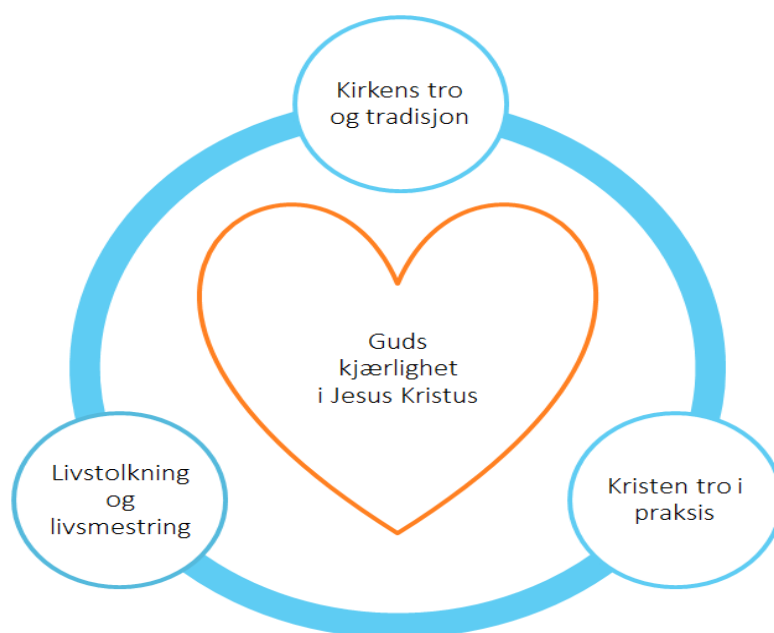 Kirkens tro
og tradisjon
Guds
kjærlighet
i Jesus Kristus
Livstolkning
og
livsmestring
Kristen tro i
praksis